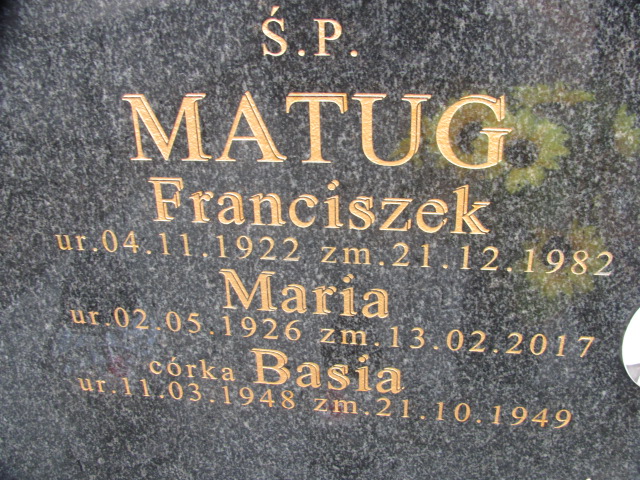 Ś.P.
MATUG
Franciszek
ur.04.11.1922 zm.21.12.1982
Maria
ur.02.05.1926 zm.13.02.2017
córka Basia
ur.11.03.1948 zm.21.10.1949